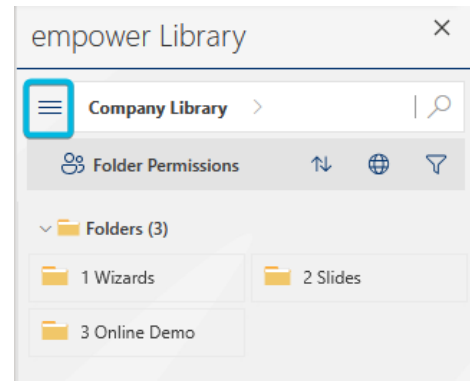 empower Library
Company Library
Folder Permissions
Folders (3)
1 Wizards
2 Slides
3 Online Demo